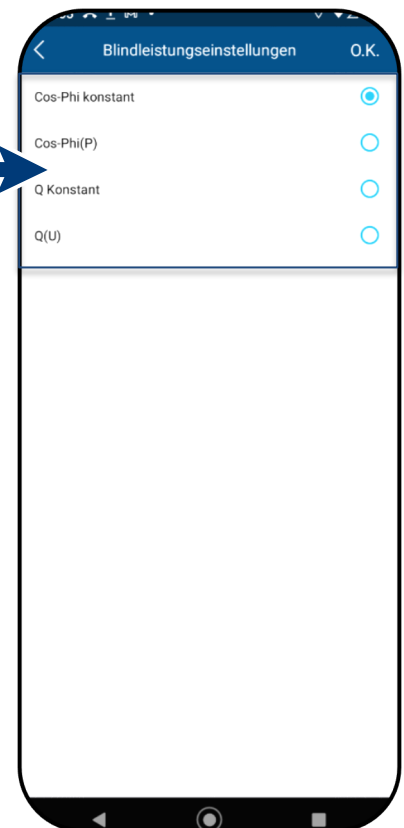 Blindleistungseinstellungen O.K.
Cos-Phi konstant
Cos-Phi(P)
Q Konstant
Q(U)